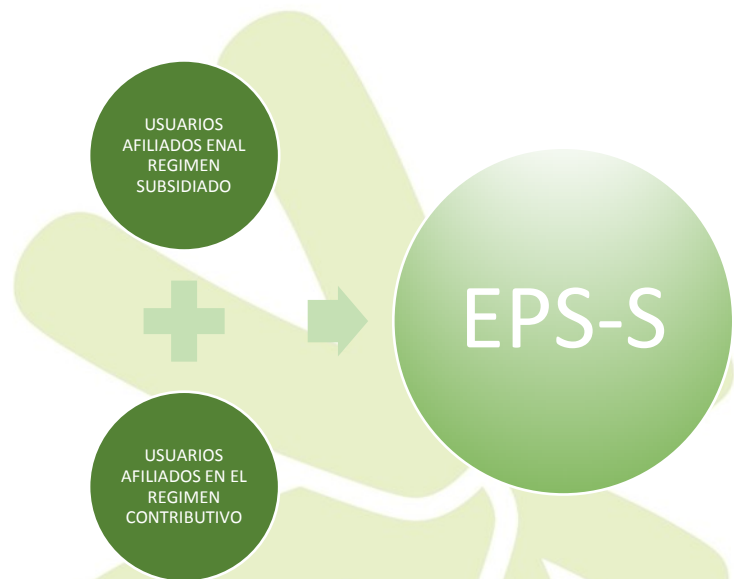 USUARIOS
AFILIADOS ENAL
REGIMEN
SUBSIDIADO
EPS-S
USUARIOS
AFILIADOS EN EL
REGIMEN
CONTRIBUTIVO